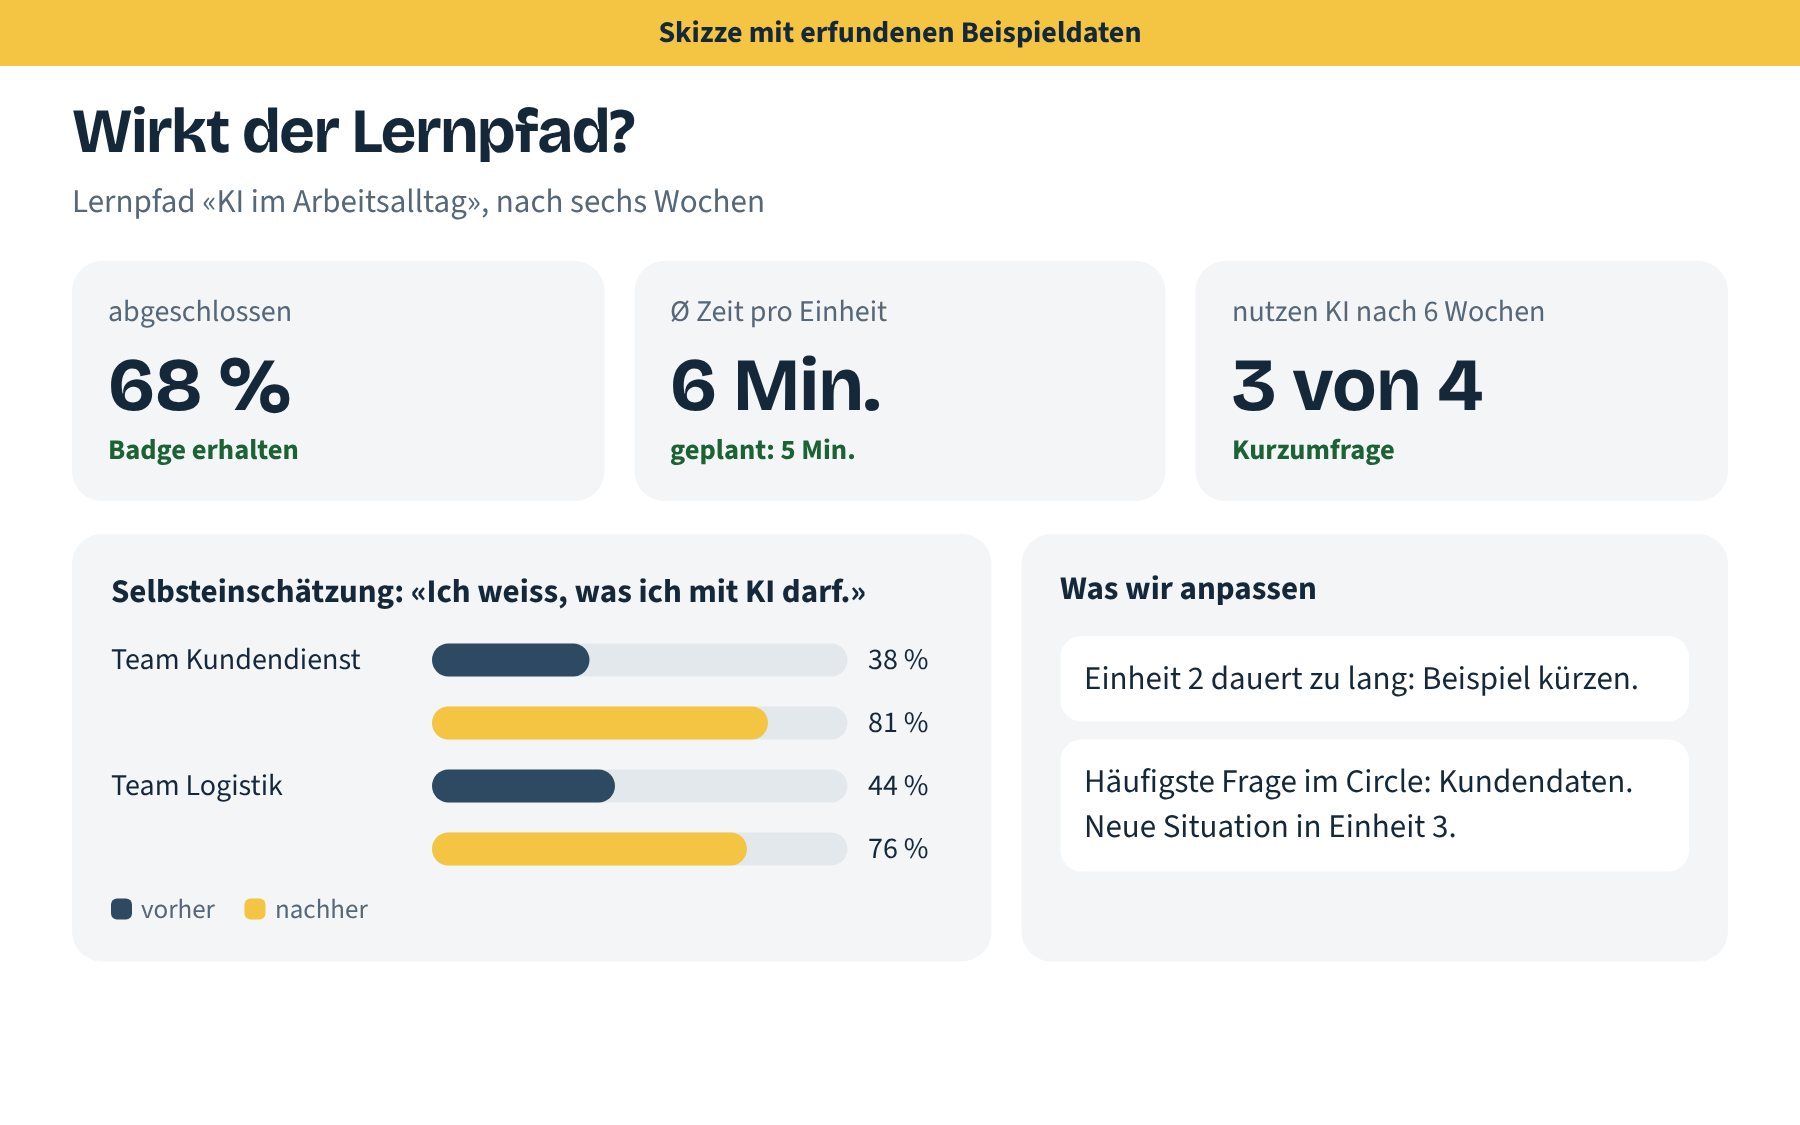 Skizze mit erfundenen Beispieldaten
Wirkt der Lernpfad?
Lernpfad «KI im Arbeitsalltag», nach sechs Wochen
abgeschlossen
68 %
Badge erhalten
Ø Zeit pro Einheit
6 Min.
geplant: 5 Min.
nutzen KI nach 6 Wochen
3 von 4
Kurzumfrage
Selbsteinschätzung: «Ich weiss, was ich mit KI darf.»
Team Kundendienst 38 %
81 %
Team Logistik 44 %
76 %
vorher nachher
Was wir anpassen
Einheit 2 dauert zu lang: Beispiel kürzen.
Häufigste Frage im Circle: Kundendaten.
Neue Situation in Einheit 3.